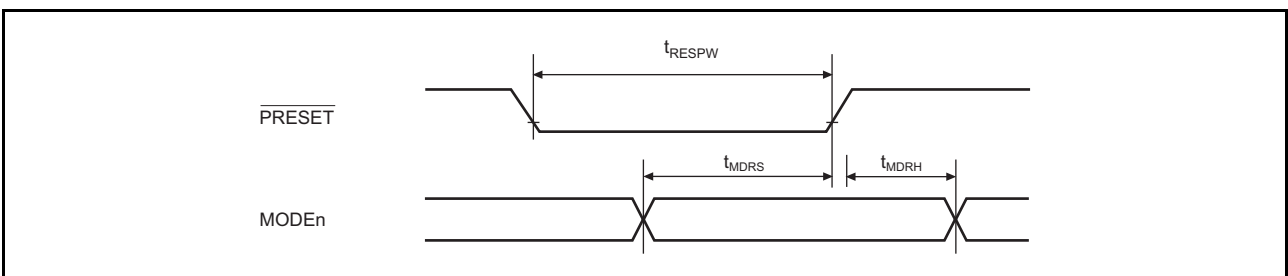 tRESPW
PRESET
tMDRS
tMDRH
MODEn